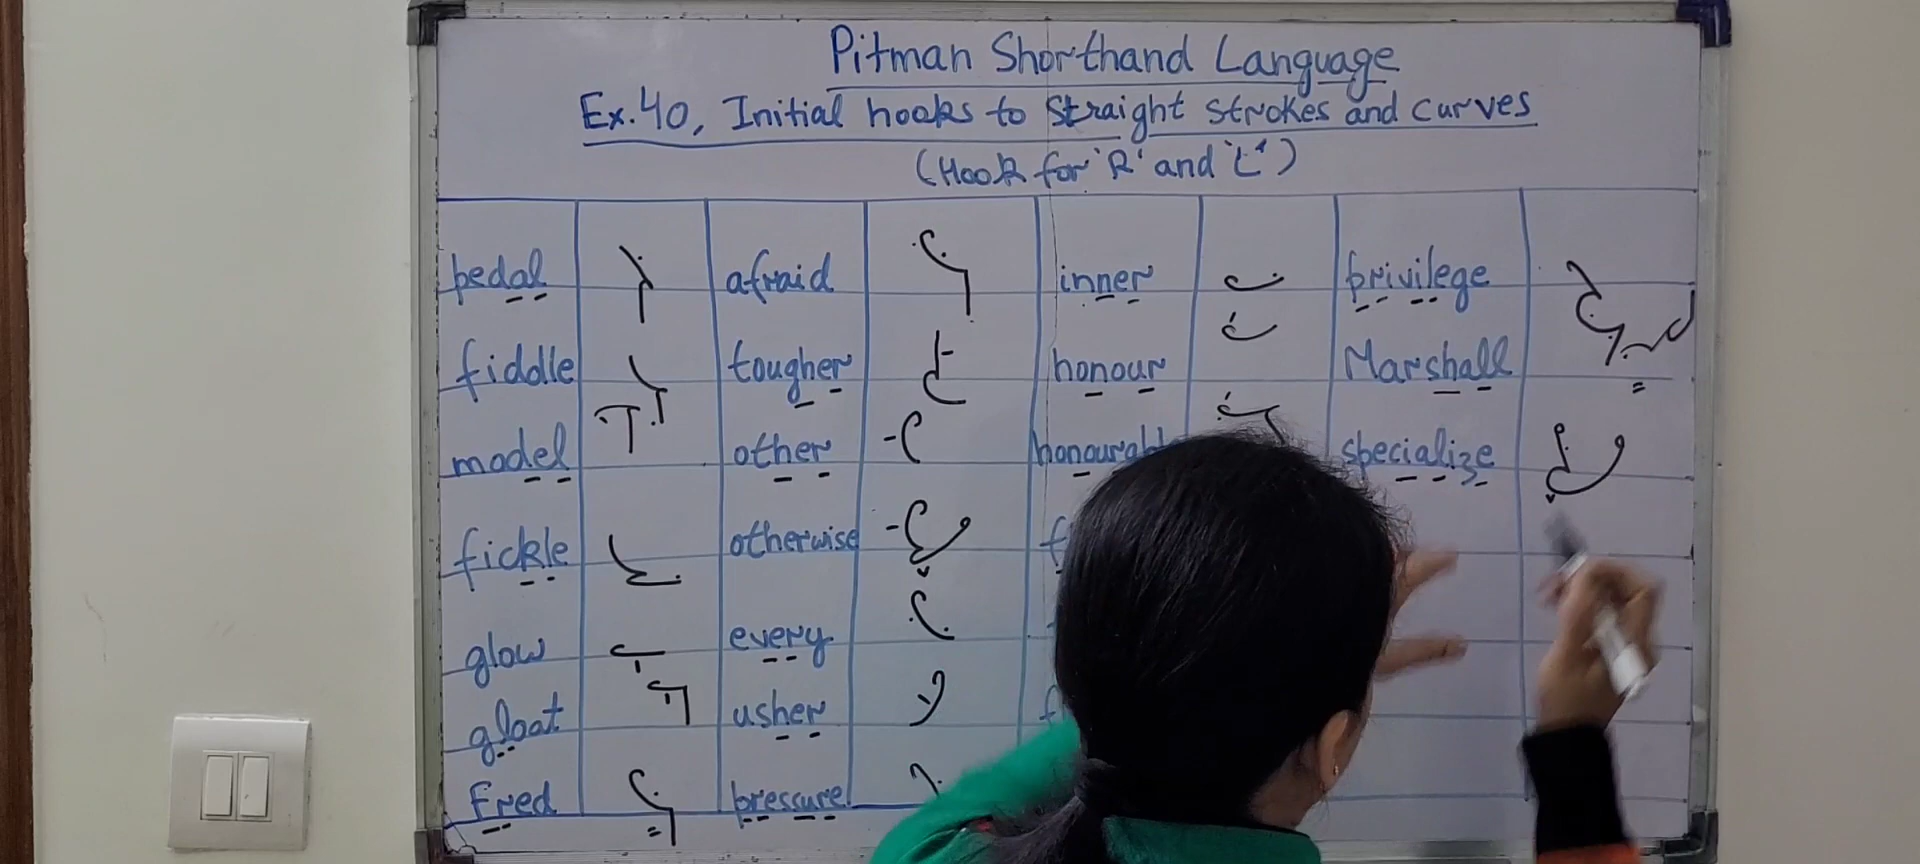 Pitman Shorthand Language
Ex.40, Initial hooks to straight strokes and curves
(Hook for 'R' and 'L')
pedal afraid inner privilege
fiddle tougher honour Marshall
model other specialize
fickle otherwise
glow every
gloat usher
Fred pressure